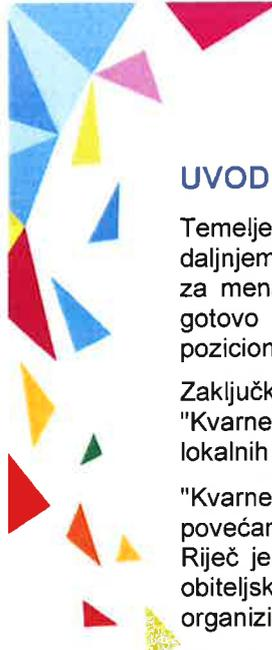 UVOD
Temelje
daljnjem
za men
gotovo
pozicion
Zaključk
"Kvarne
lokalnih
"Kvarne
povećan
Riječ je
obiteljsk
organizi